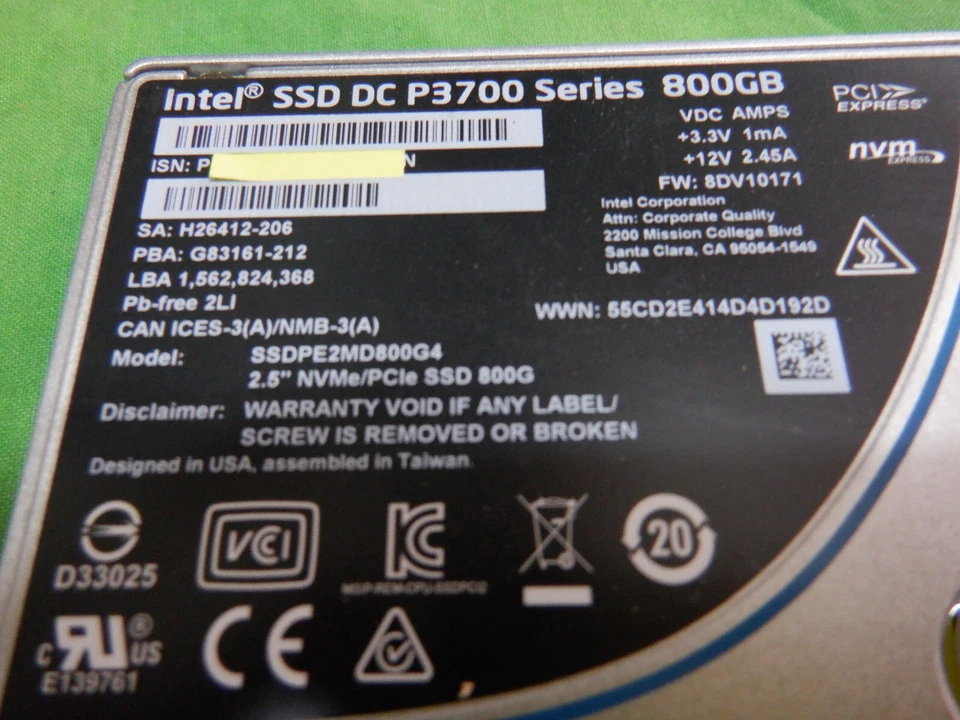 Intel® SSD DC P3700 Series 800GB
PCI EXPRESS®
VDC AMPS
+3.3V 1mA
+12V 2.45A
nvm EXPRESS
ISN: P N
FW: 8DV10171
Intel Corporation
Attn: Corporate Quality
2200 Mission College Blvd
Santa Clara, CA 95054-1549
USA
SA: H26412-206
PBA: G83161-212
LBA 1,562,824,368
Pb-free 2LI
CAN ICES-3(A)/NMB-3(A)
WWN: 55CD2E414D4D192D
Model: SSDPE2MD800G4
2.5" NVMe/PCIe SSD 800G
Disclaimer: WARRANTY VOID IF ANY LABEL/
SCREW IS REMOVED OR BROKEN
Designed in USA, assembled in Taiwan.
D33025
VCI
KC
20
c RU® US
E139761
CE